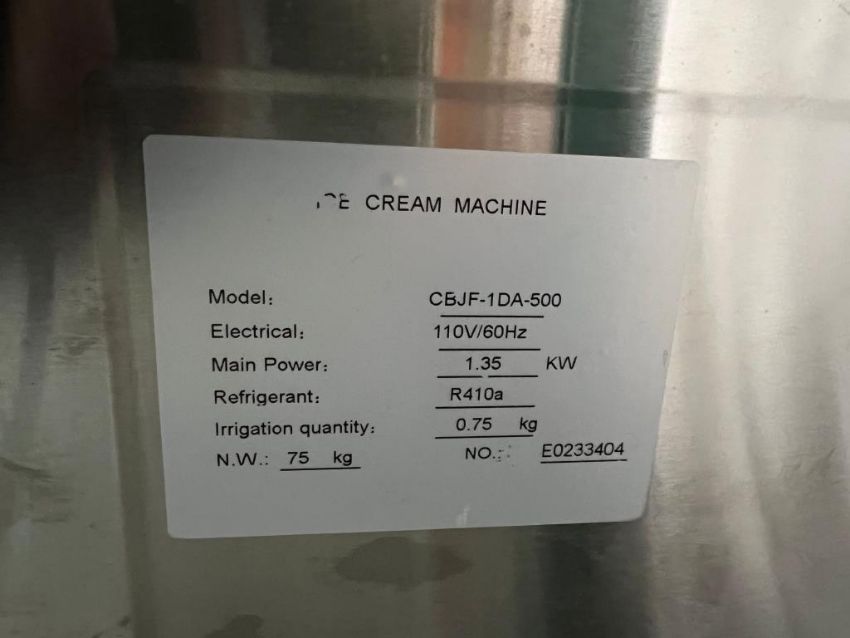 CREAM MACHINE
Model: CBJF-1DA-500
Electrical: 110V/60Hz
Main Power: 1.35 KW
Refrigerant: R410a
Irrigation quantity: 0.75 kg
N.W.: 75 kg NO.: E0233404